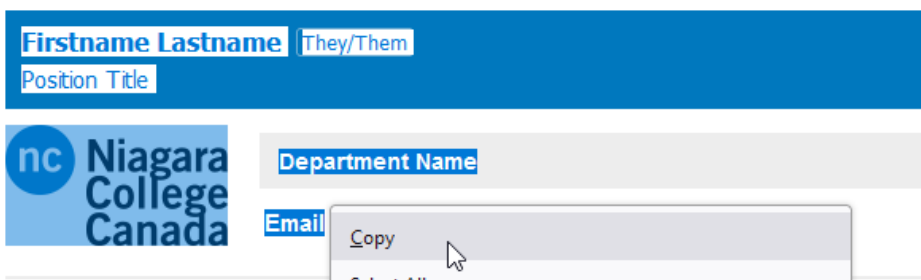 Firstname Lastname They/Them
Position Title
nc Niagara
College
Canada
Department Name
Email
Copy